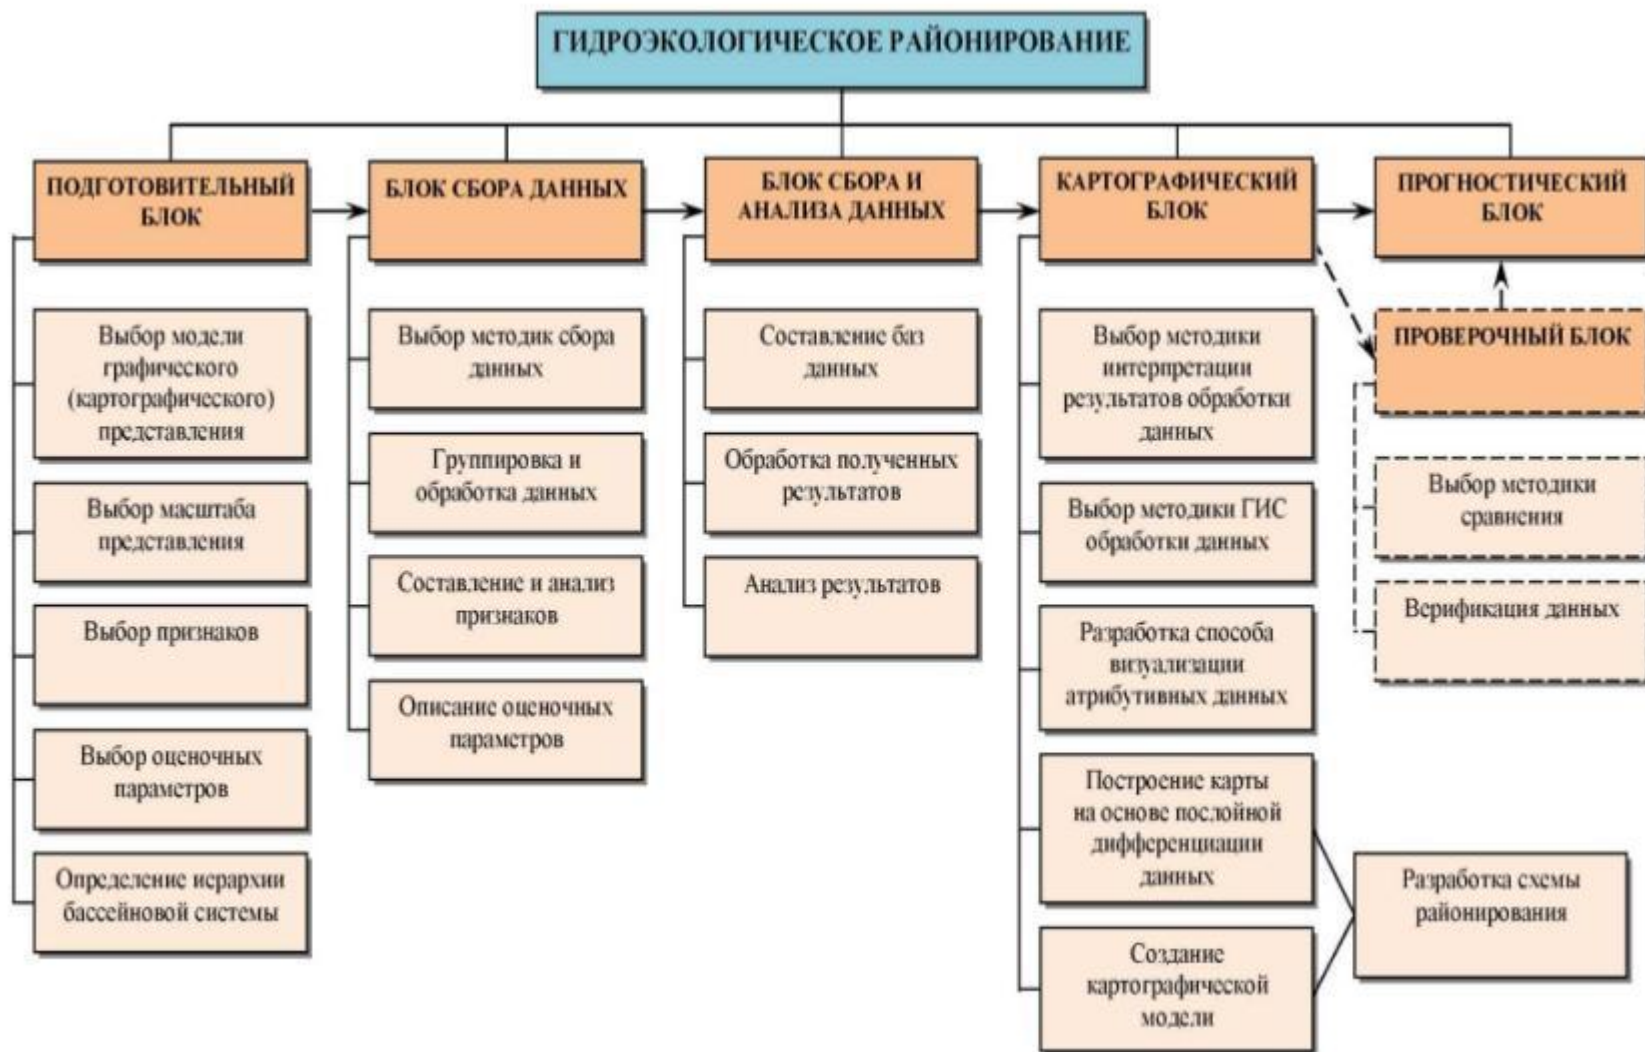 ГИДРОЭКОЛОГИЧЕСКОЕ РАЙОНИРОВАНИЕ
ПОДГОТОВИТЕЛЬНЫЙ
БЛОК
Выбор модели
графического
(картографического)
представления
Выбор масштаба
представления
Выбор признаков
Выбор оценочных
параметров
Определение иерархии
бассейновой системы
БЛОК СБОРА ДАННЫХ
Выбор методик сбора
данных
Группировка и
обработка данных
Составление и анализ
признаков
Описание оценочных
параметров
БЛОК СБОРА И
АНАЛИЗА ДАННЫХ
Составление баз
данных
Обработка полученных
результатов
Анализ результатов
КАРТОГРАФИЧЕСКИЙ
БЛОК
Выбор методики
интерпретации
результатов обработки
данных
Выбор методики ГИС
обработки данных
Разработка способа
визуализации
атрибутивных данных
Построение карты
на основе послойной
дифференциации
данных
Создание
картографической
модели
Разработка схемы
районирования
ПРОГНОСТИЧЕСКИЙ
БЛОК
ПРОВЕРОЧНЫЙ БЛОК
Выбор методики
сравнения
Верификация данных